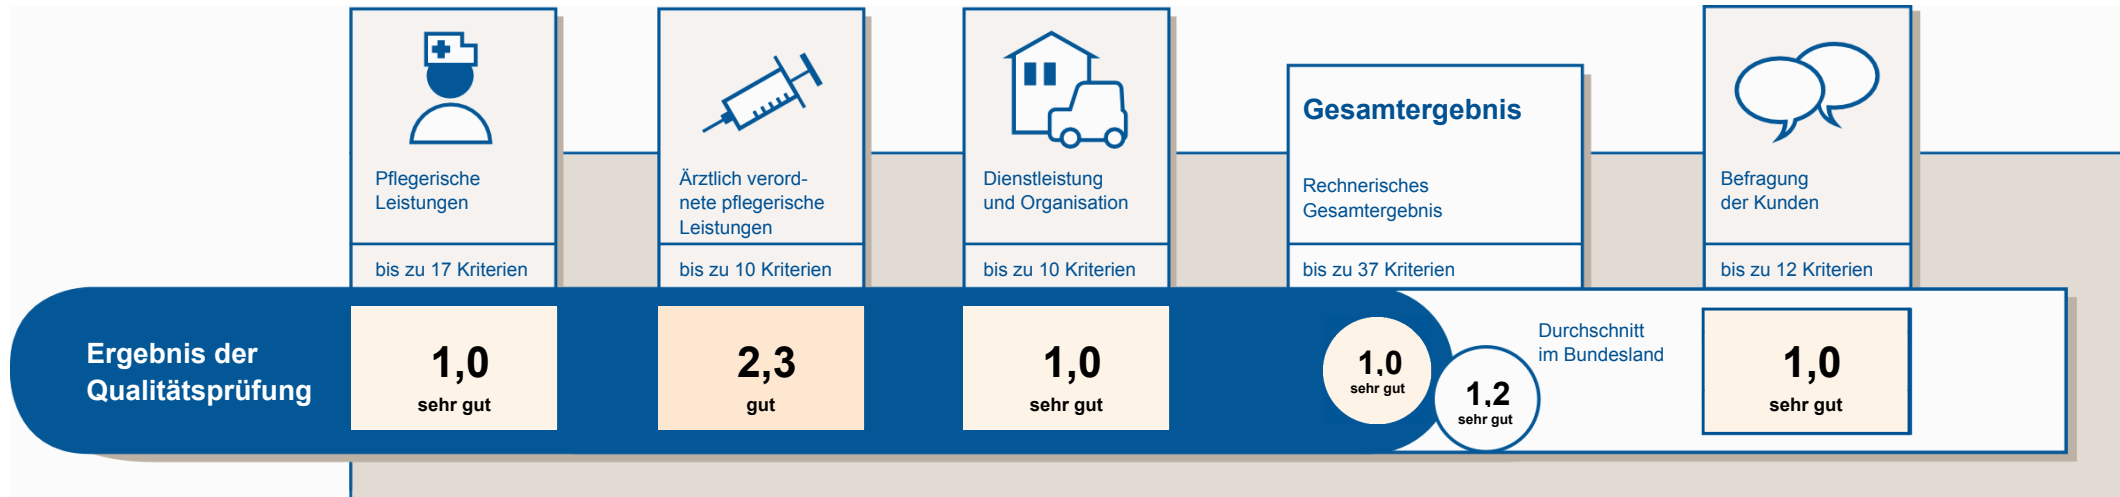 Pflegerische
Leistungen
bis zu 17 Kriterien
Ärztlich verord-
nete pflegerische
Leistungen
bis zu 10 Kriterien
Dienstleistung
und Organisation
bis zu 10 Kriterien
Gesamtergebnis
Rechnerisches
Gesamtergebnis
bis zu 37 Kriterien
Befragung
der Kunden
bis zu 12 Kriterien
Ergebnis der
Qualitätsprüfung
1,0
sehr gut
2,3
gut
1,0
sehr gut
1,0
sehr gut
1,2
sehr gut
Durchschnitt
im Bundesland
1,0
sehr gut